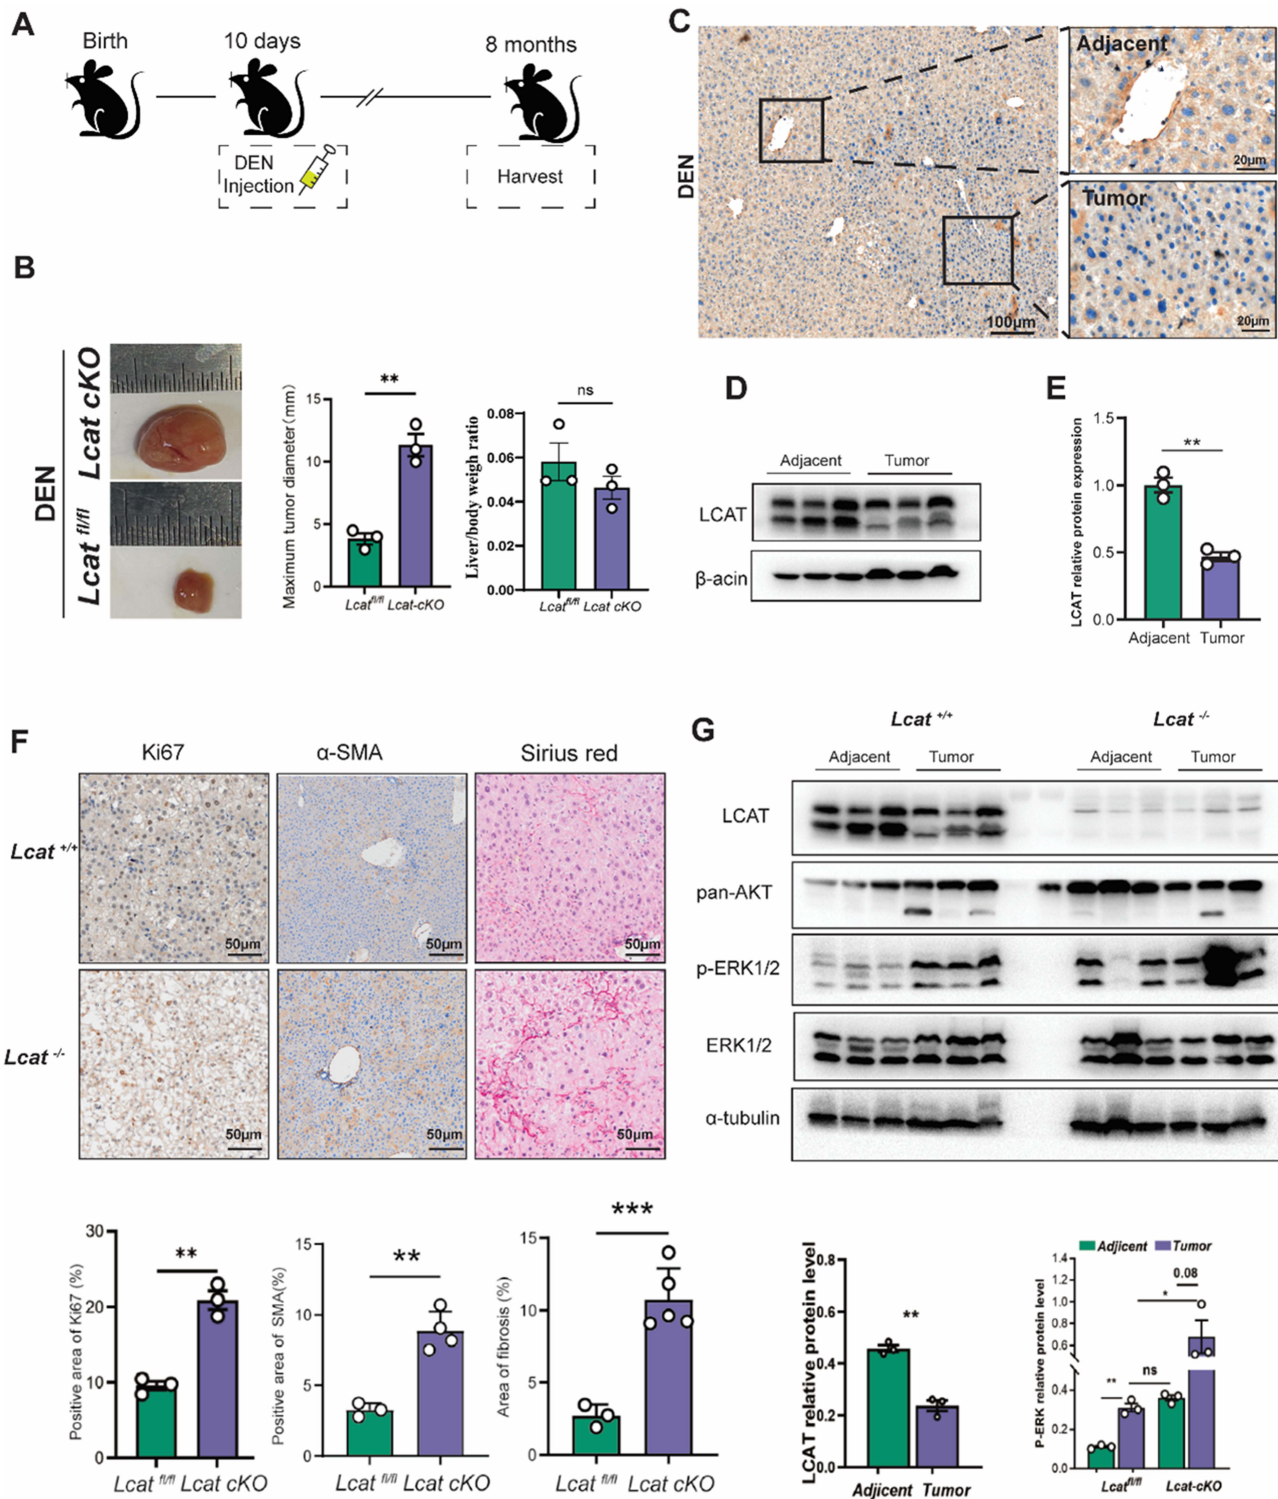 A
Birth
10 days
8 months
DEN
Injection
Harvest
B
DEN
Lcat cKO
Lcat fl/fl
Maximum tumor diameter(mm)
15
10
5
0
**
Lcat fl/fl
Lcat-cKO
Liver/body weigh ratio
0.08
0.06
0.04
0.02
0.00
ns
Lcat fl/fl
Lcat cKO
C
DEN
100μm
Adjacent
20μm
Tumor
20μm
D
Adjacent
Tumor
LCAT
β-acin
E
LCAT relative protein expression
1.5
1.0
0.5
0.0
**
Adjacent
Tumor
F
Ki67
α-SMA
Sirius red
Lcat +/+
50μm
50μm
50μm
Lcat -/-
50μm
50μm
50μm
Positive area of Ki67 (%)
30
20
10
0
**
Lcat fl/fl
Lcat cKO
Positive area of SMA(%)
15
10
5
0
**
Lcat fl/fl
Lcat cKO
Area of fibrosis (%)
15
10
5
0
***
Lcat fl/fl
Lcat cKO
G
Lcat +/+
Lcat -/-
Adjacent
Tumor
Adjacent
Tumor
LCAT
pan-AKT
p-ERK1/2
ERK1/2
α-tubulin
LCAT relative protein level
0.8
0.6
0.4
0.2
0.0
**
Adjicent
Tumor
Adjicent
Tumor
P-ERK relative protein level
1.4
1.2
1.0
0.8
0.6
0.4
0.2
0.0
0.08
*
**
ns
Lcat fl/fl
Lcat-cKO